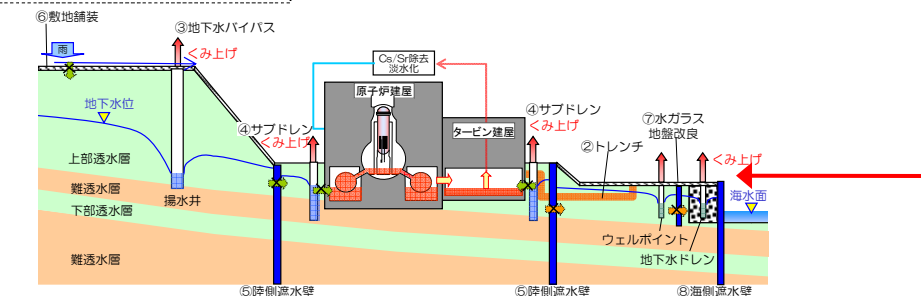 ⑥敷地舗装
③地下水バイパス
雨
くみ上げ
Cs/Sr除去
淡水化
原子炉建屋
地下水位
④サブドレン
くみ上げ
タービン建屋
④サブドレン
くみ上げ
⑦水ガラス
地盤改良
②トレンチ
くみ上げ
上部透水層
難透水層
下部透水層
揚水井
海水面
ウェルポイント
地下水ドレン
難透水層
⑤陸側遮水壁
⑤陸側遮水壁
⑧海側遮水壁